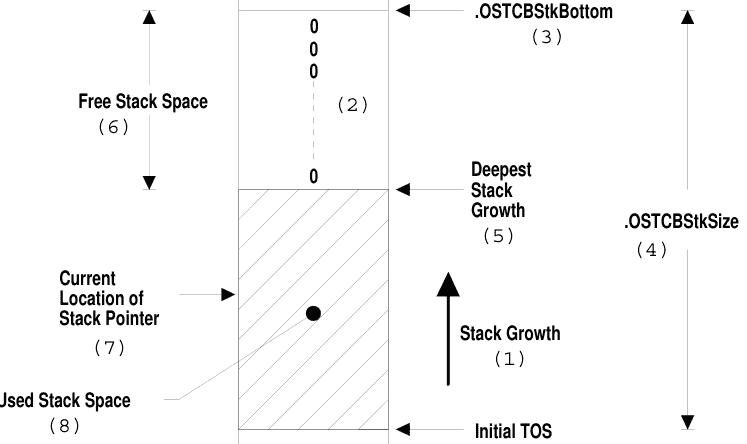 .OSTCBStkBottom
(3)
0
0
0
(2)
Free Stack Space
(6)
0
Deepest
Stack
Growth
(5)
.OSTCBStkSize
(4)
Current
Location of
Stack Pointer
(7)
Stack Growth
(1)
Used Stack Space
(8)
Initial TOS